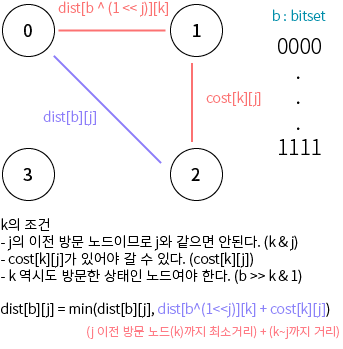 dist[b ^ (1 << j)][k]
b : bitset
0
1
0000
.
.
.
1111
cost[k][j]
dist[b][j]
3
2
k의 조건
- j의 이전 방문 노드이므로 j와 같으면 안된다. (k & j)
- cost[k][j]가 있어야 갈 수 있다. (cost[k][j])
- k 역시도 방문한 상태인 노드여야 한다. (b >> k & 1)
dist[b][j] = min(dist[b][j], dist[b^(1<<j)][k] + cost[k][j])
(j 이전 방문 노드(k)까지 최소거리) + (k~j까지 거리)